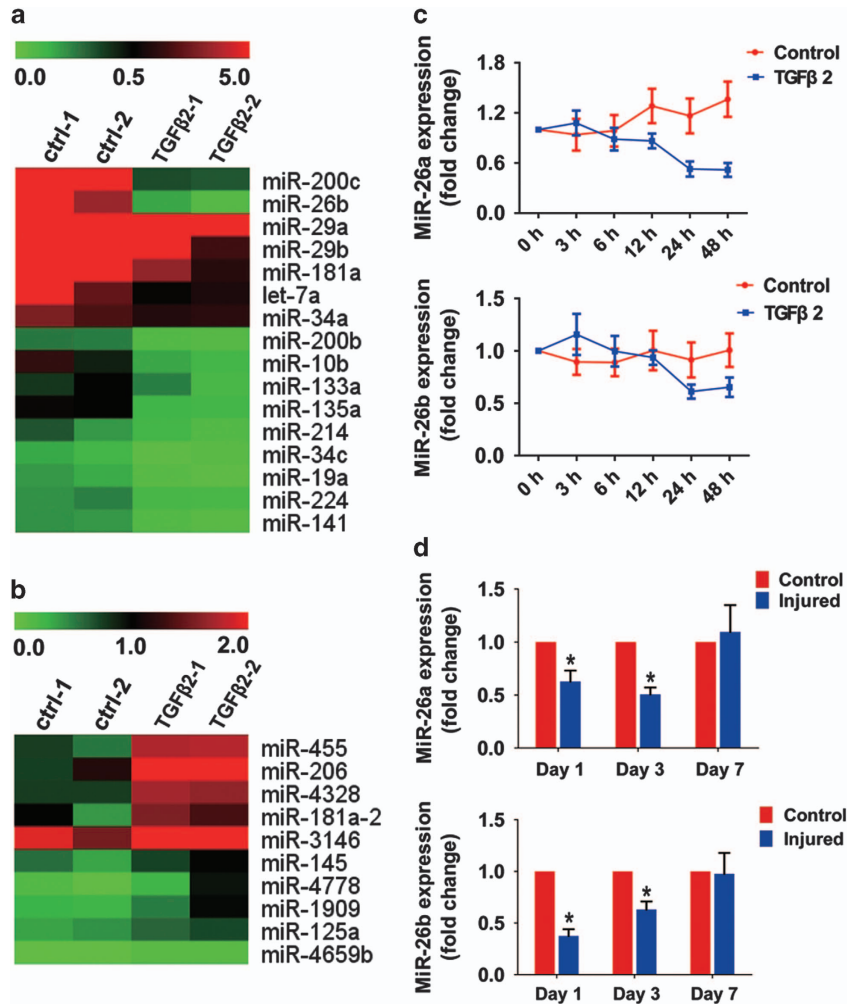 a
0.0 0.5 5.0
ctrl-1 ctrl-2 TGFβ2-1 TGFβ2-2
miR-200c
miR-26b
miR-29a
miR-29b
miR-181a
let-7a
miR-34a
miR-200b
miR-10b
miR-133a
miR-135a
miR-214
miR-34c
miR-19a
miR-224
miR-141
b
0.0 1.0 2.0
ctrl-1 ctrl-2 TGFβ2-1 TGFβ2-2
miR-455
miR-206
miR-4328
miR-181a-2
miR-3146
miR-145
miR-4778
miR-1909
miR-125a
miR-4659b
c
Control
TGFβ 2
MiR-26a expression
(fold change)
1.8
1.2
0.6
0.0
0 h 3 h 6 h 12 h 24 h 48 h
Control
TGFβ 2
MiR-26b expression
(fold change)
1.5
1.0
0.5
0.0
0 h 3 h 6 h 12 h 24 h 48 h
d
Control
Injured
MiR-26a expression
(fold change)
1.5
1.0
0.5
0.0
* *
Day 1 Day 3 Day 7
Control
Injured
MiR-26b expression
(fold change)
1.5
1.0
0.5
0.0
* *
Day 1 Day 3 Day 7